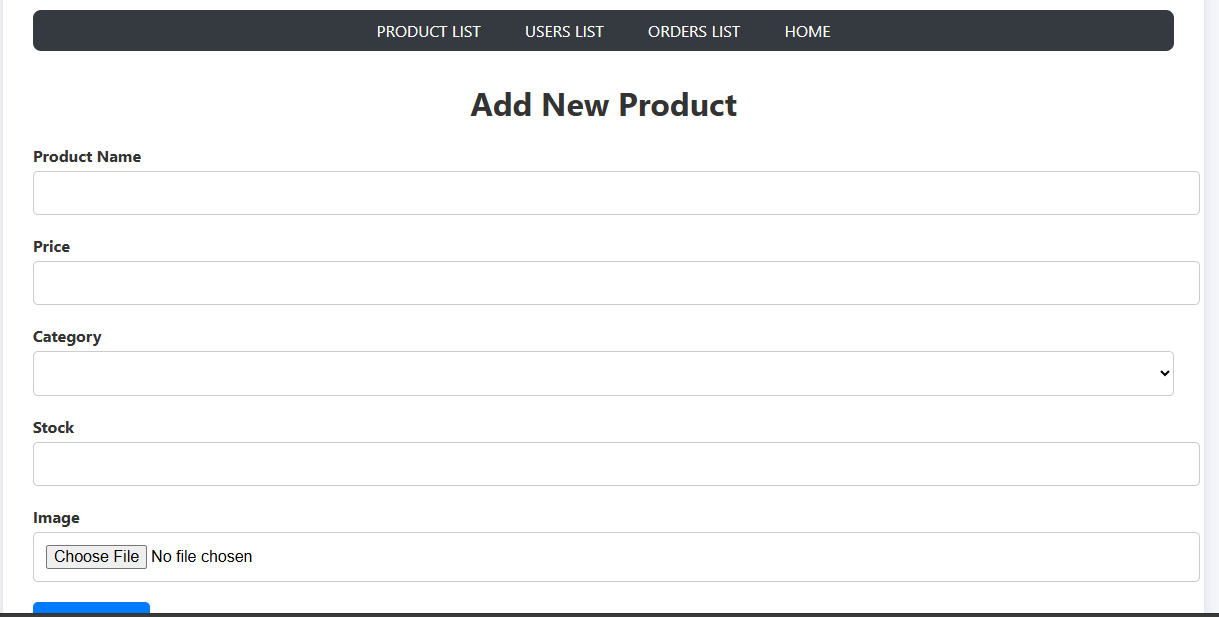 PRODUCT LIST USERS LIST ORDERS LIST HOME
Add New Product
Product Name
Price
Category
Stock
Image
Choose File No file chosen